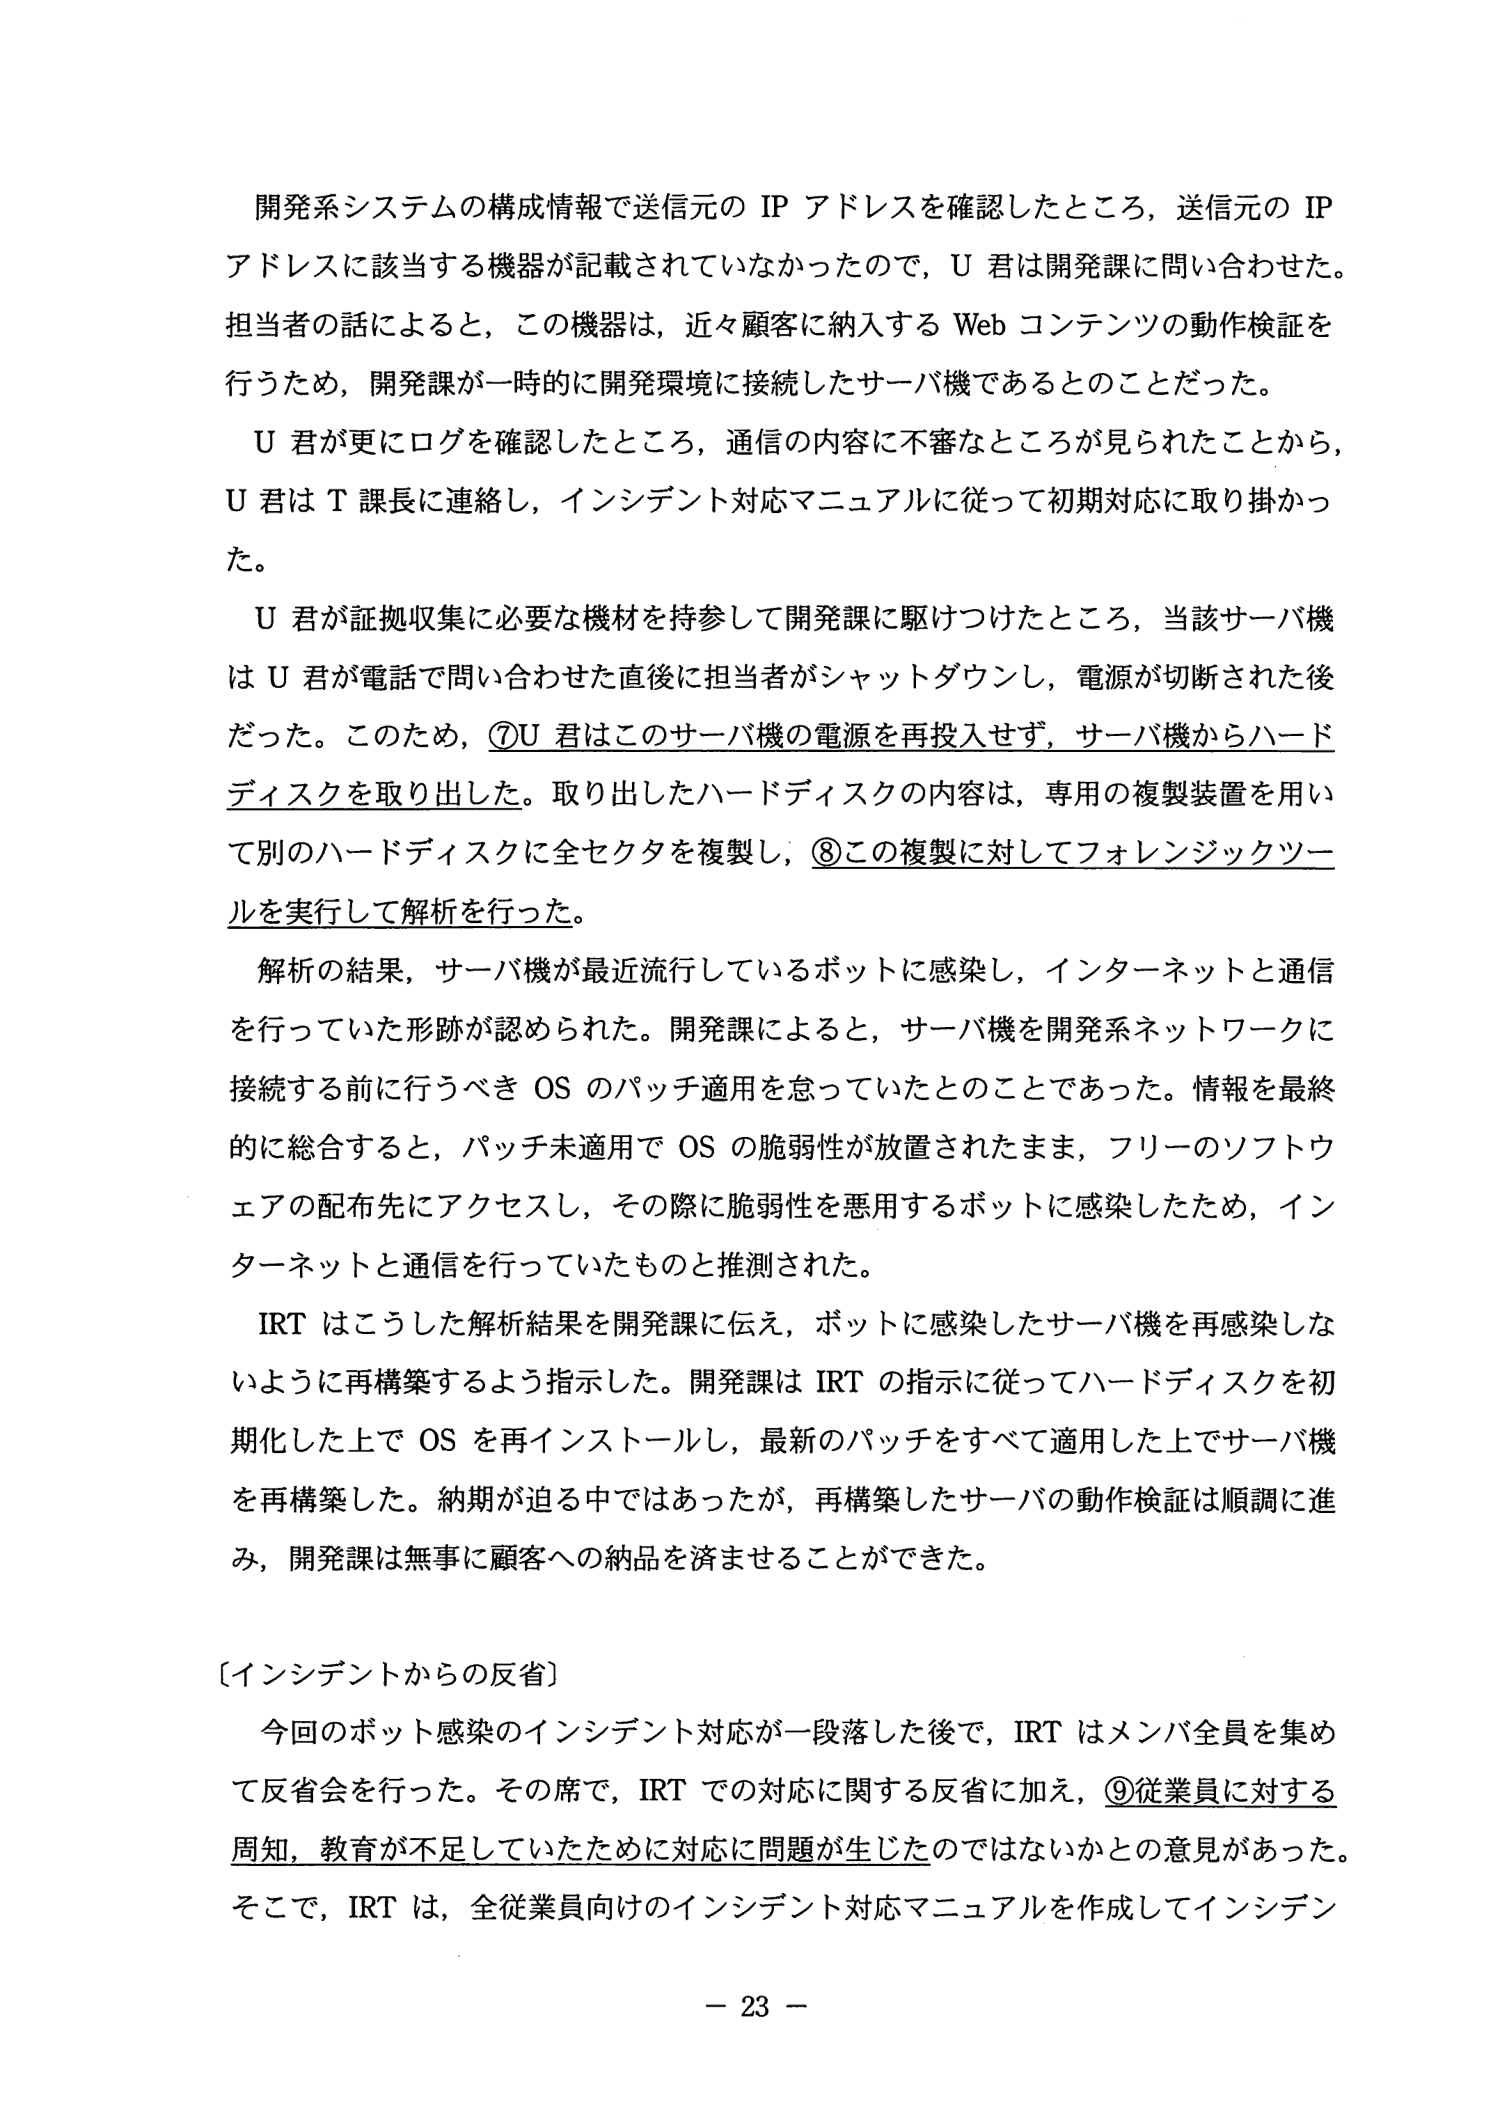 開発系システムの構成情報で送信元の IP アドレスを確認したところ，送信元の IP
アドレスに該当する機器が記載されていなかったので，U 君は開発課に問い合わせた。
担当者の話によると，この機器は，近々顧客に納入する Web コンテンツの動作検証を
行うため，開発課が一時的に開発環境に接続したサーバ機であるとのことだった。
U 君が更にログを確認したところ，通信の内容に不審なところが見られたことから，
U 君は T 課長に連絡し，インシデント対応マニュアルに従って初期対応に取り掛かっ
た。
U 君が証拠収集に必要な機材を持参して開発課に駆けつけたところ，当該サーバ機
は U 君が電話で問い合わせた直後に担当者がシャットダウンし，電源が切断された後
だった。このため，⑦U 君はこのサーバ機の電源を再投入せず，サーバ機からハード
ディスクを取り出した。取り出したハードディスクの内容は，専用の複製装置を用い
て別のハードディスクに全セクタを複製し，⑧この複製に対してフォレンジックツー
ルを実行して解析を行った。
解析の結果，サーバ機が最近流行しているボットに感染し，インターネットと通信
を行っていた形跡が認められた。開発課によると，サーバ機を開発系ネットワークに
接続する前に行うべき OS のパッチ適用を怠っていたとのことであった。情報を最終
的に総合すると，パッチ未適用で OS の脆弱性が放置されたまま，フリーのソフトウ
ェアの配布先にアクセスし，その際に脆弱性を悪用するボットに感染したため，イン
ターネットと通信を行っていたものと推測された。
IRT はこうした解析結果を開発課に伝え，ボットに感染したサーバ機を再感染しな
いように再構築するよう指示した。開発課は IRT の指示に従ってハードディスクを初
期化した上で OS を再インストールし，最新のパッチをすべて適用した上でサーバ機
を再構築した。納期が迫る中ではあったが，再構築したサーバの動作検証は順調に進
み，開発課は無事に顧客への納品を済ませることができた。
〔インシデントからの反省〕
今回のボット感染のインシデント対応が一段落した後で，IRT はメンバ全員を集め
て反省会を行った。その席で，IRT での対応に関する反省に加え，⑨従業員に対する
周知，教育が不足していたために対応に問題が生じたのではないかとの意見があった。
そこで，IRT は，全従業員向けのインシデント対応マニュアルを作成してインシデン
－ 23 －